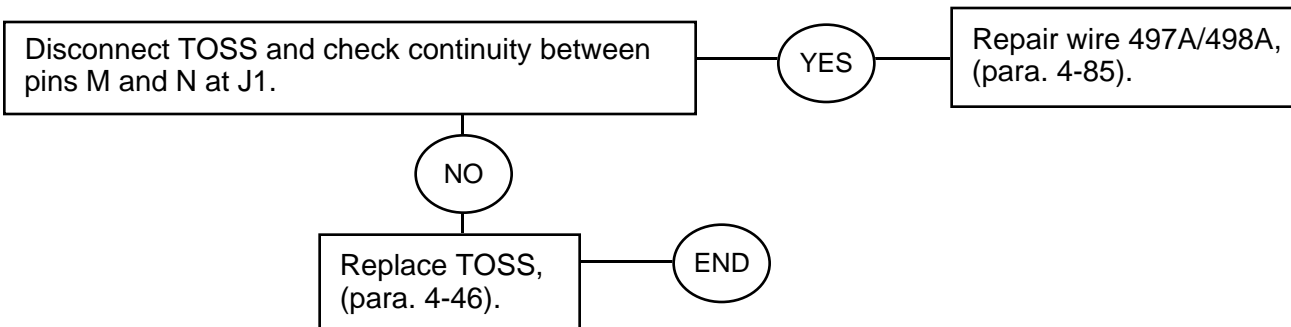 Disconnect TOSS and check continuity between
pins M and N at J1.
YES
Repair wire 497A/498A,
(para. 4-85).
NO
Replace TOSS,
(para. 4-46).
END